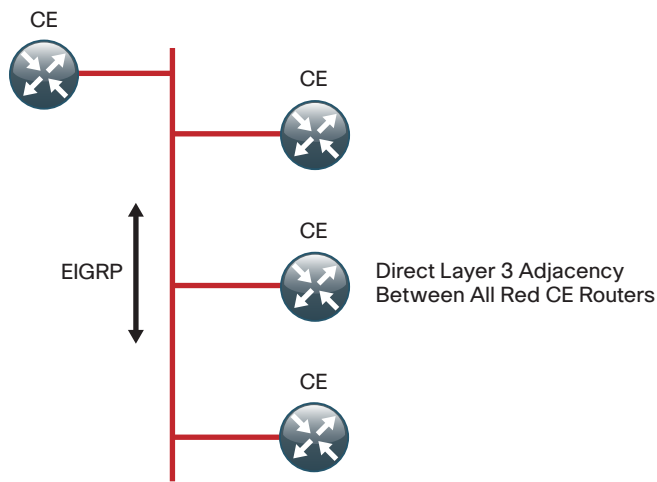 CE
CE
CE
EIGRP
Direct Layer 3 Adjacency
Between All Red CE Routers
CE